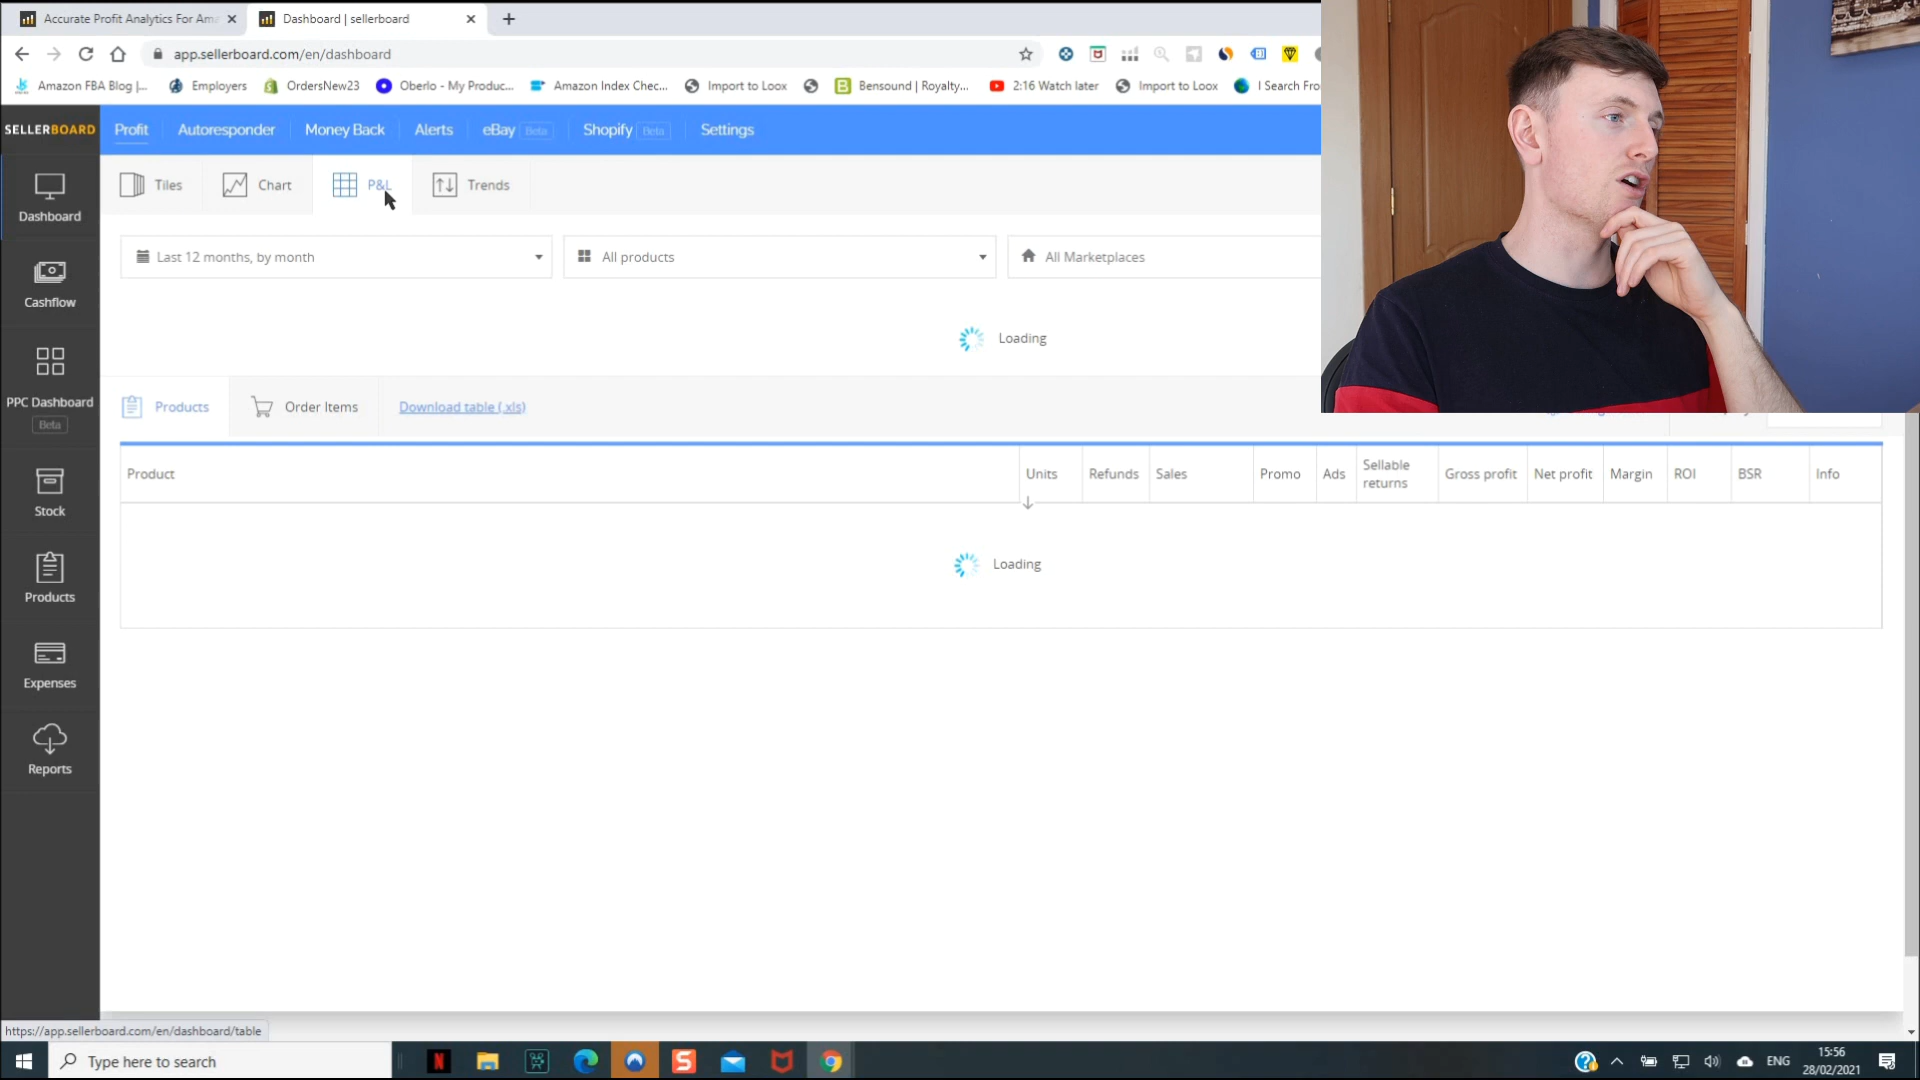 Accurate Profit Analytics For Am
Dashboard | sellerboard
app.sellerboard.com/en/dashboard
Amazon FBA Blog |...
Employers
OrdersNew23
Oberlo - My Produc...
Amazon Index Chec...
Import to Loox
Bensound | Royalty...
2:16 Watch later
Import to Loox
I Search Fro
SELLERBOARD
Profit
Autoresponder
Money Back
Alerts
eBay Beta
Shopify Beta
Settings
Tiles
Chart
P&L
Trends
Last 12 months, by month
All products
All Marketplaces
Loading
Products
Order Items
Download table (.xls)
Product
Units
Refunds
Sales
Promo
Ads
Sellable
returns
Gross profit
Net profit
Margin
ROI
BSR
Info
Loading
Dashboard
Cashflow
PPC Dashboard
Beta
Stock
Products
Expenses
Reports
https://app.sellerboard.com/en/dashboard/table
Type here to search
ENG
15:56
28/02/2021